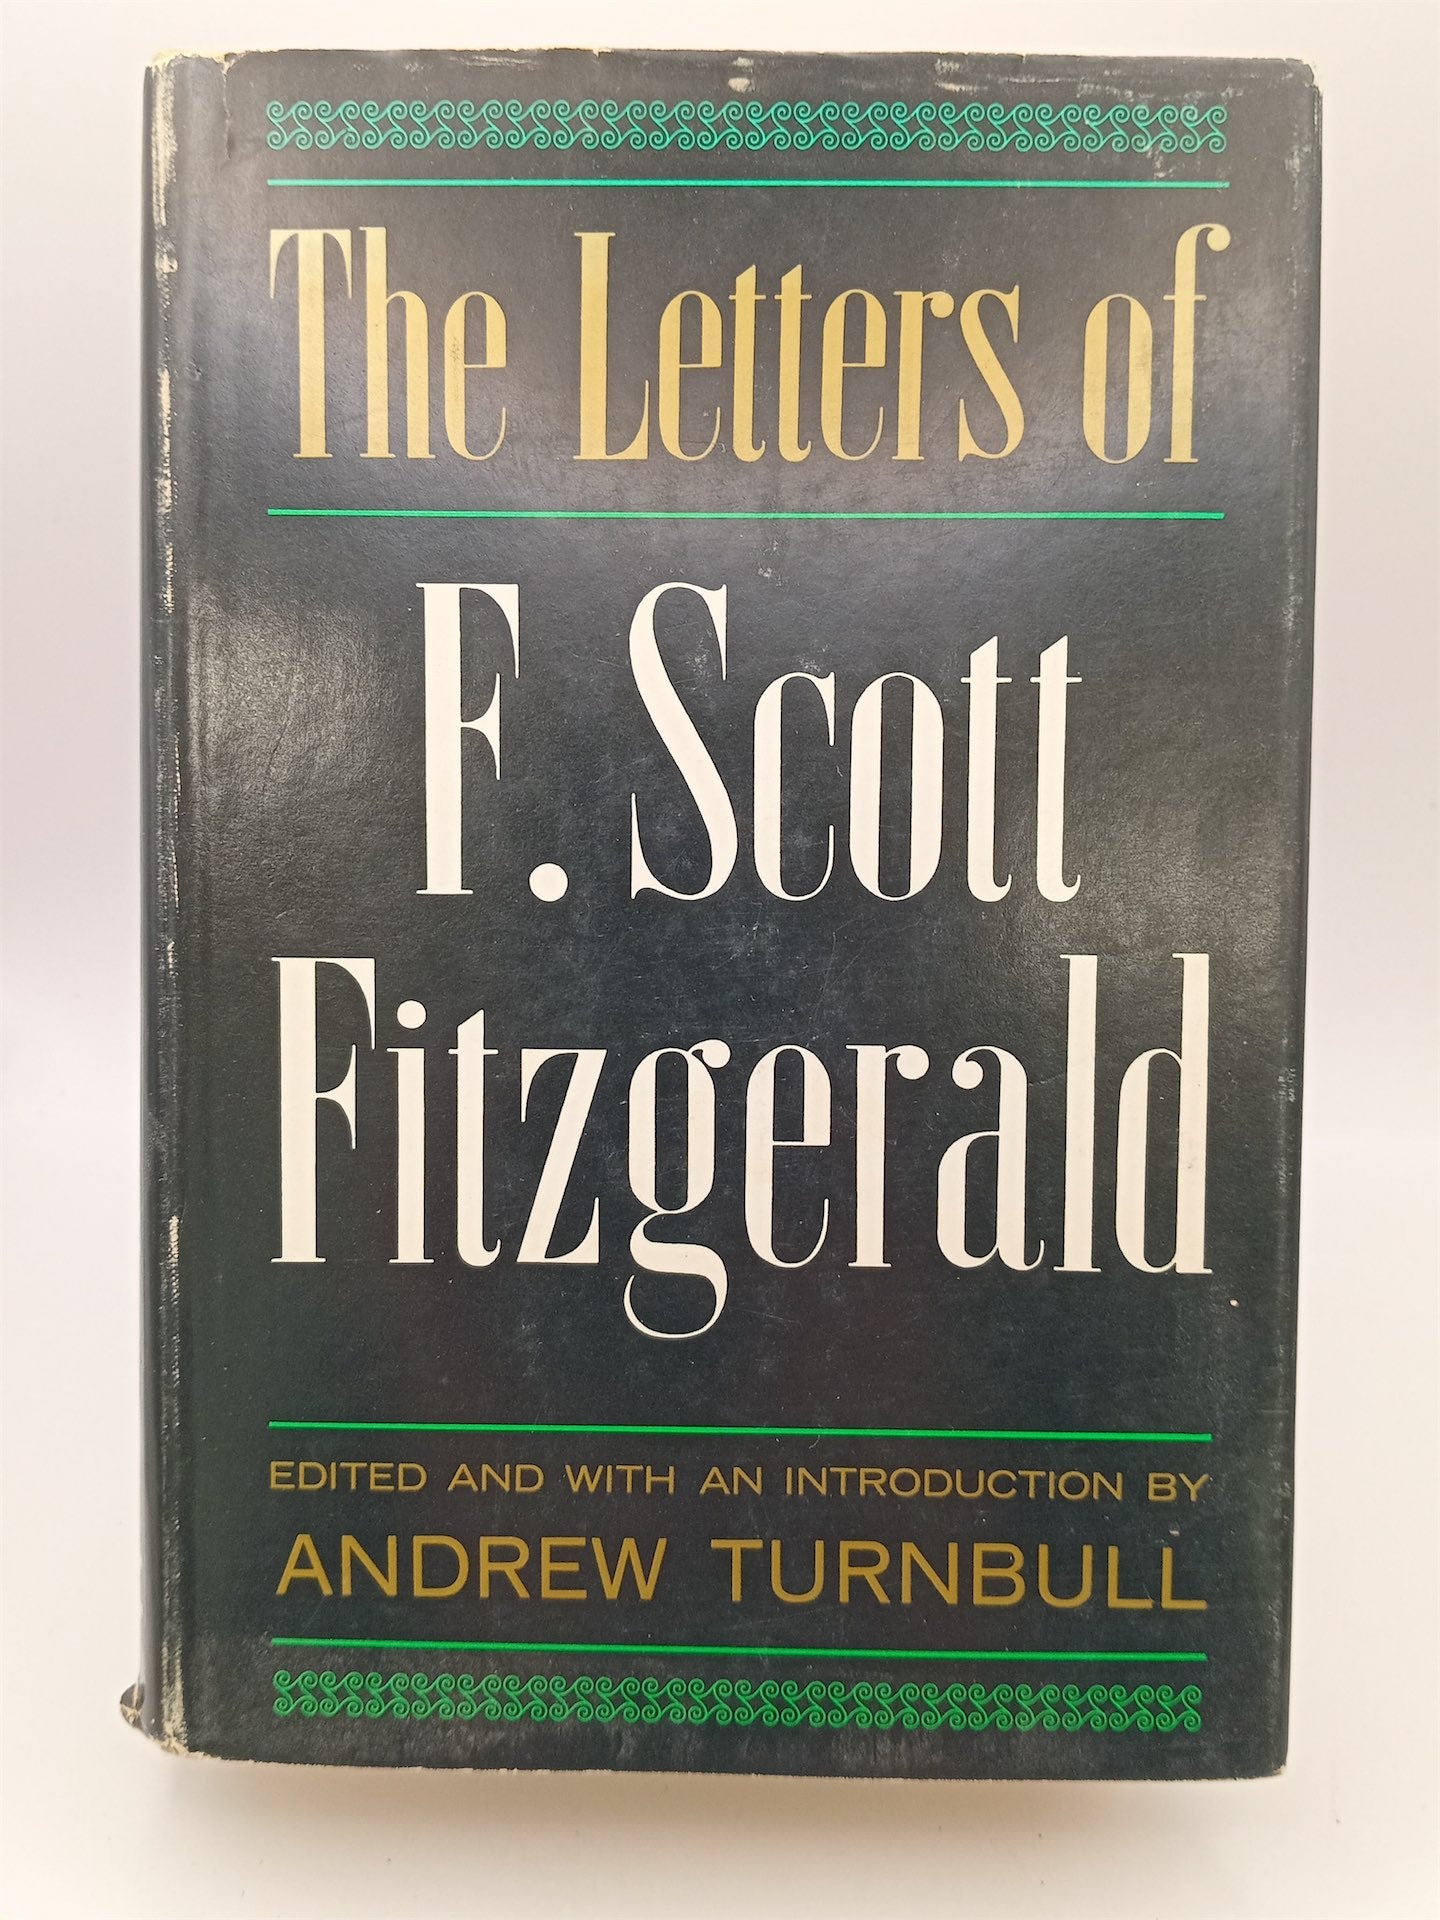 The Letters of
F. Scott
Fitzgerald
EDITED AND WITH AN INTRODUCTION BY
ANDREW TURNBULL